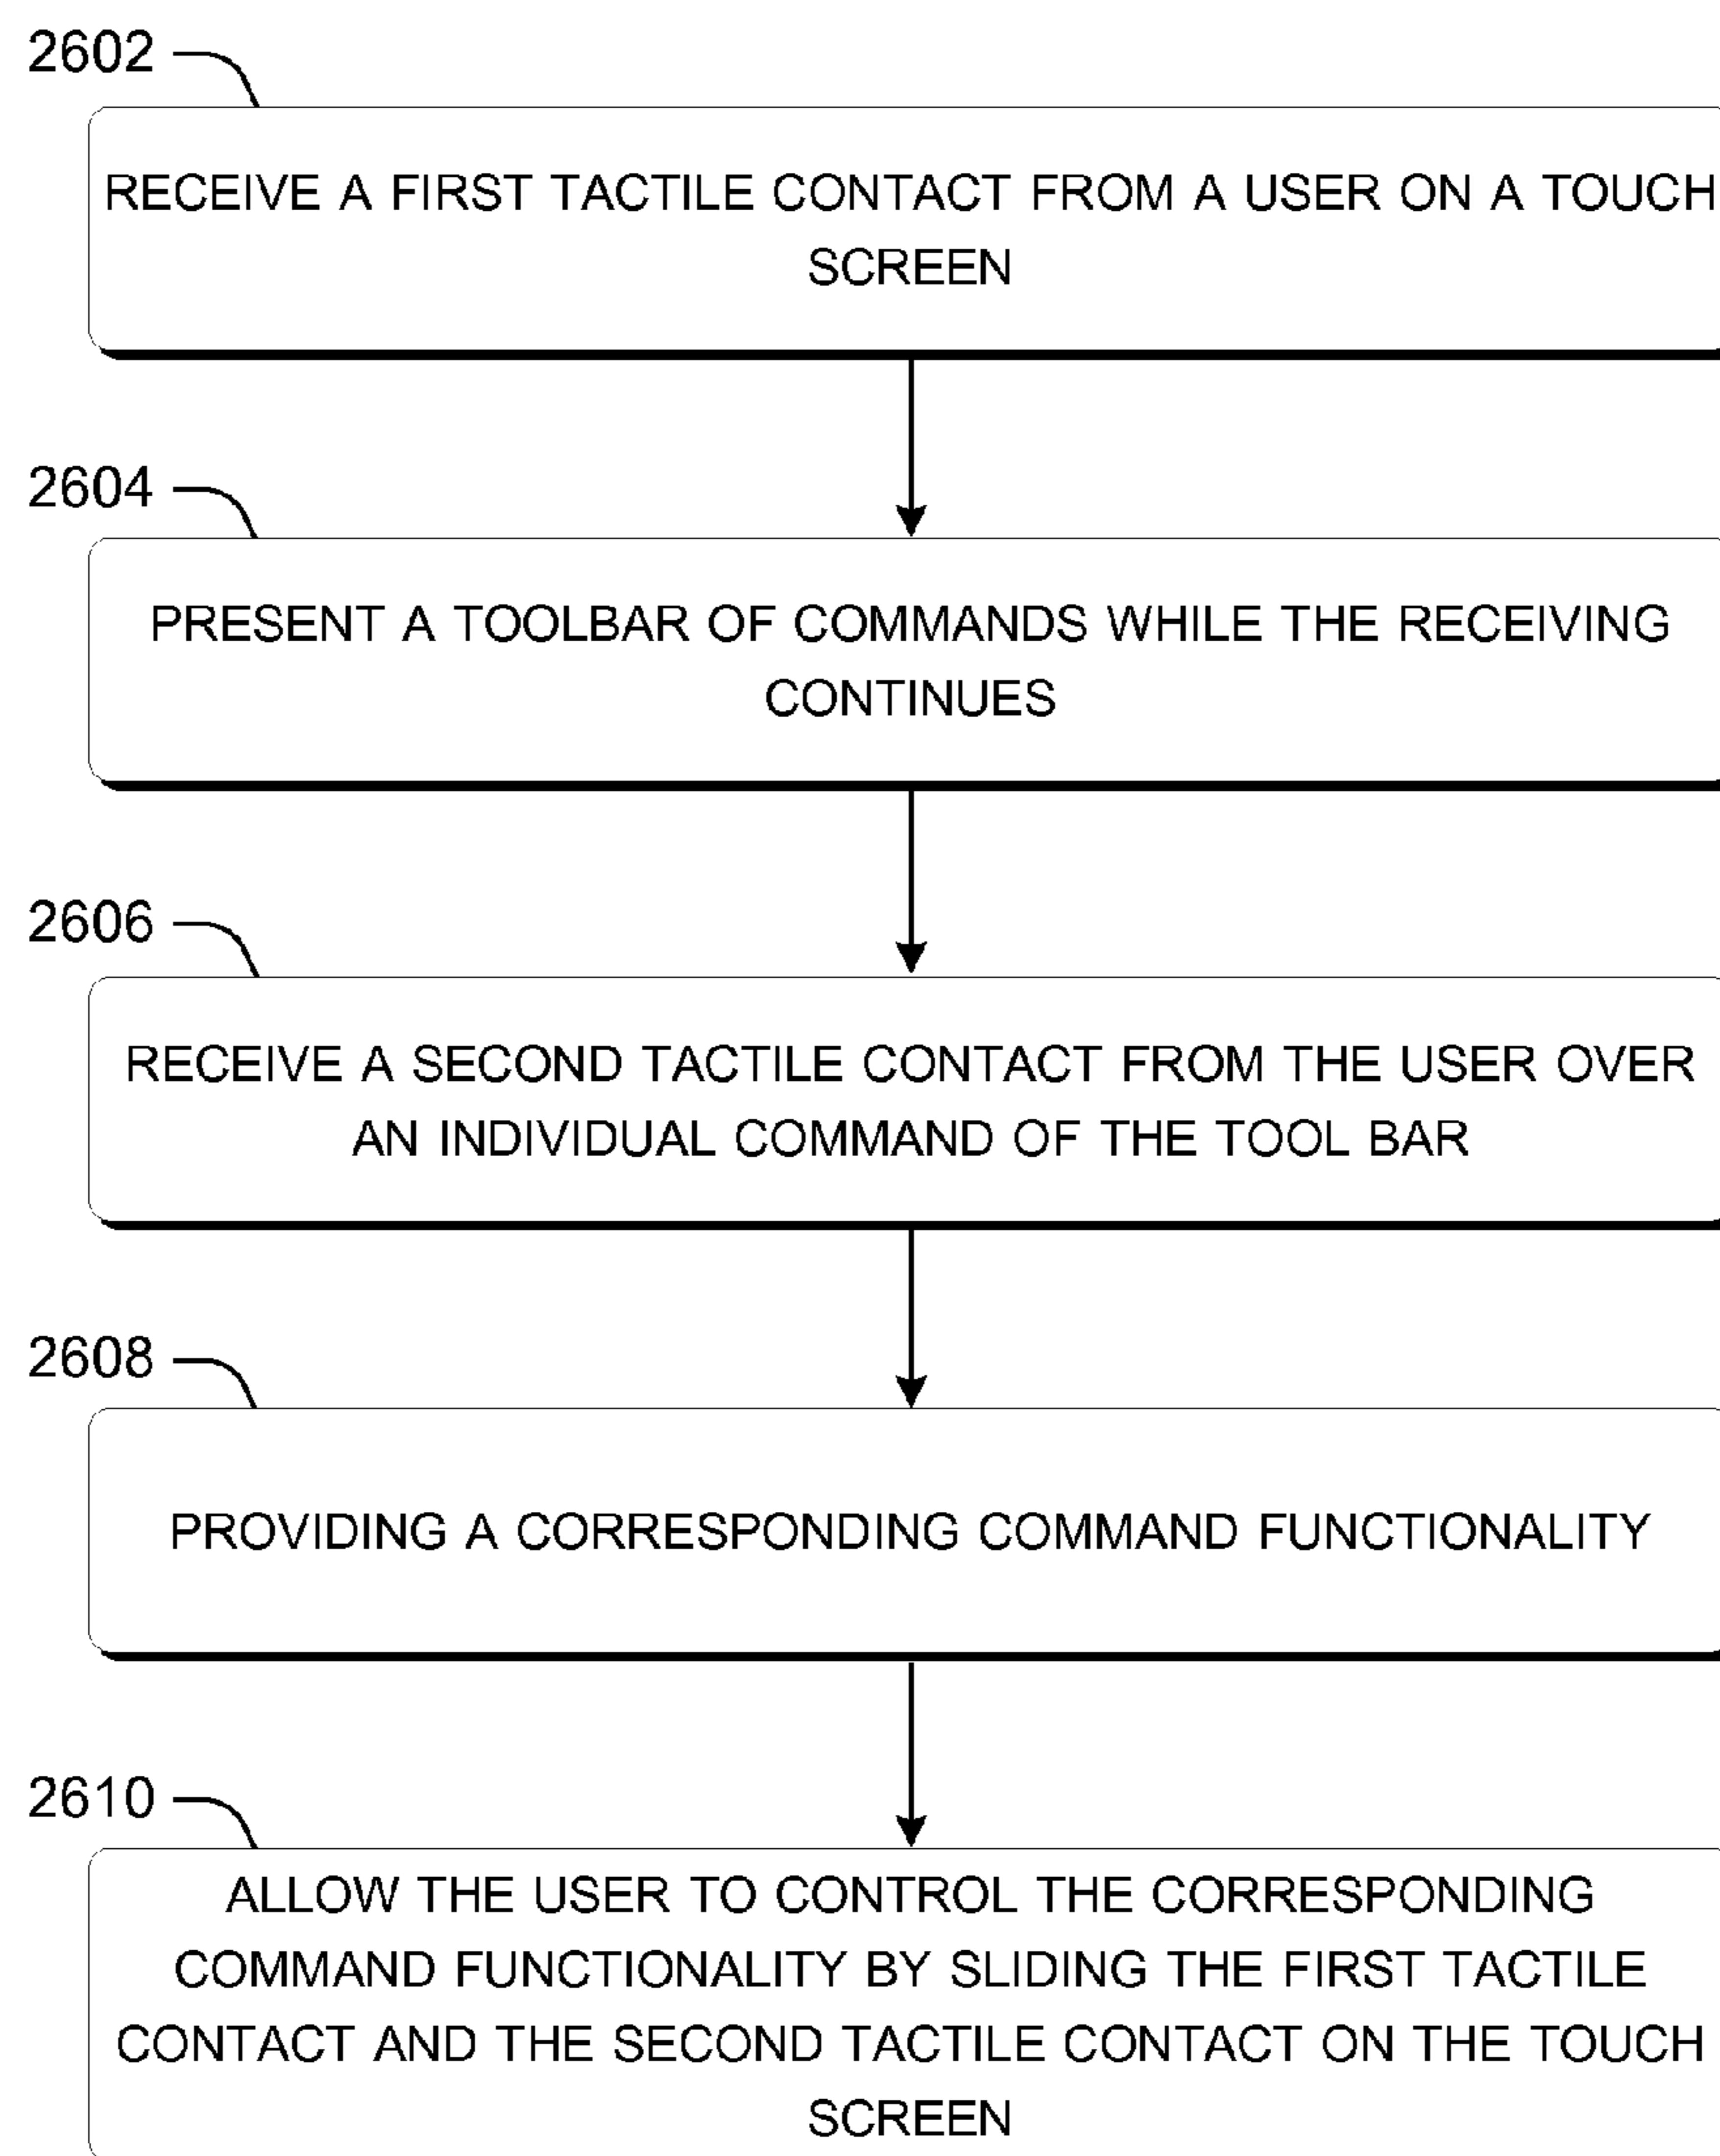 2602
RECEIVE A FIRST TACTILE CONTACT FROM A USER ON A TOUCH
SCREEN
2604
PRESENT A TOOLBAR OF COMMANDS WHILE THE RECEIVING
CONTINUES
2606
RECEIVE A SECOND TACTILE CONTACT FROM THE USER OVER
AN INDIVIDUAL COMMAND OF THE TOOL BAR
2608
PROVIDING A CORRESPONDING COMMAND FUNCTIONALITY
2610
ALLOW THE USER TO CONTROL THE CORRESPONDING
COMMAND FUNCTIONALITY BY SLIDING THE FIRST TACTILE
CONTACT AND THE SECOND TACTILE CONTACT ON THE TOUCH
SCREEN